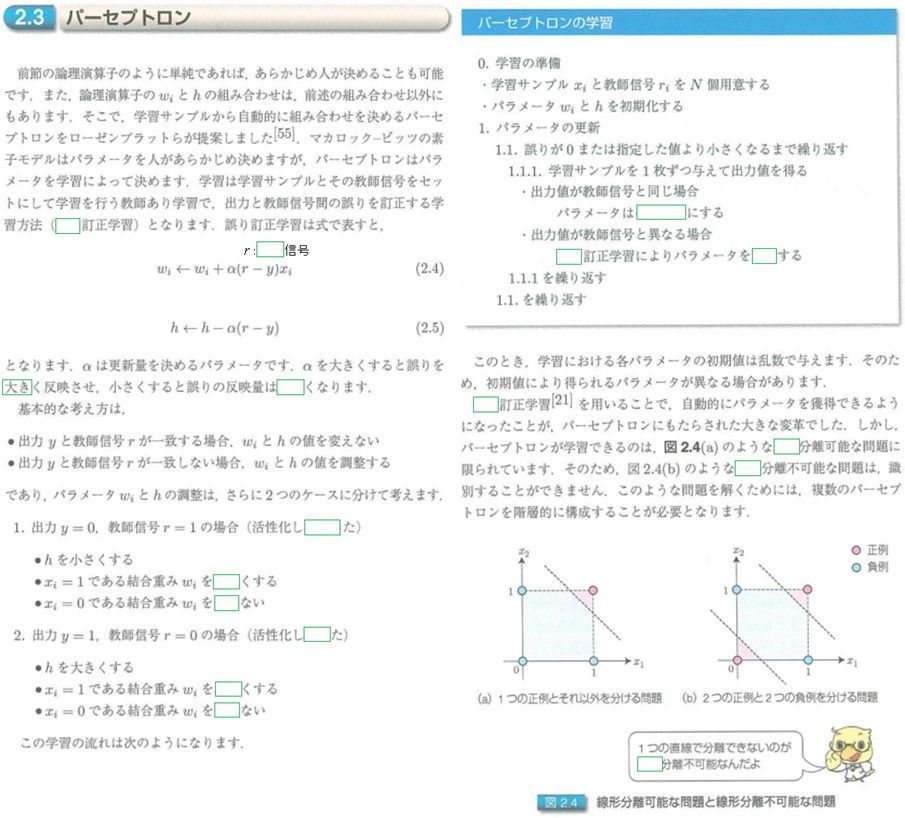 2.3 パーセプトロン
前節の論理演算子のように単純であれば，あらかじめ人が決めることも可能
です．また，論理演算子の wi と h の組み合わせは，前述の組み合わせ以外に
もあります．そこで，学習サンプルから自動的に組み合わせを決めるパーセ
プトロンをローゼンブラットらが提案しました[55]．マカロック–ピッツの素
子モデルはパラメータを人があらかじめ決めますが，パーセプトロンはパラ
メータを学習によって決めます．学習は学習サンプルとその教師信号をセッ
トにして学習を行う教師あり学習で，出力と教師信号間の誤りを訂正する学
習方法（ 訂正学習）となります．誤り訂正学習は式で表すと，
r: 信号
wi ← wi + α(r − y)xi (2.4)
h ← h − α(r − y) (2.5)
となります．α は更新量を決めるパラメータです．α を大きくすると誤りを
大きく反映させ，小さくすると誤りの反映量は くなります．
基本的な考え方は，
● 出力 y と教師信号 r が一致する場合，wi と h の値を変えない
● 出力 y と教師信号 r が一致しない場合，wi と h の値を調整する
であり，パラメータ wi と h の調整は，さらに 2 つのケースに分けて考えます．
1. 出力 y = 0，教師信号 r = 1 の場合（活性化し た）
● h を小さくする
● xi = 1 である結合重み wi を くする
● xi = 0 である結合重み wi を ない
2. 出力 y = 1，教師信号 r = 0 の場合（活性化し た）
● h を大きくする
● xi = 1 である結合重み wi を くする
● xi = 0 である結合重み wi を ない
この学習の流れは次のようになります．
パーセプトロンの学習
0. 学習の準備
・学習サンプル xi と教師信号 ri を N 個用意する
・パラメータ wi と h を初期化する
1. パラメータの更新
1.1. 誤りが 0 または指定した値より小さくなるまで繰り返す
1.1.1. 学習サンプルを 1 枚ずつ与えて出力値を得る
・出力値が教師信号と同じ場合
パラメータは にする
・出力値が教師信号と異なる場合
訂正学習によりパラメータを する
1.1.1 を繰り返す
1.1. を繰り返す
このとき，学習における各パラメータの初期値は乱数で与えます．そのた
め，初期値により得られるパラメータが異なる場合があります．
訂正学習[21] を用いることで，自動的にパラメータを獲得できるよう
になったことが，パーセプトロンにもたらされた大きな変革でした．しかし，
パーセプトロンが学習できるのは，図 2.4(a) のような 分離可能な問題に
限られています．そのため，図 2.4(b) のような 分離不可能な問題は，識
別することができません．このような問題を解くためには，複数のパーセプ
トロンを階層的に構成することが必要となります．
x2
1
0
1
x1
x2
1
0
1
x1
正例
負例
(a) 1つの正例とそれ以外を分ける問題
(b) 2つの正例と2つの負例を分ける問題
1つの直線で分離できないのが
分離不可能なんだよ
図 2.4 線形分離可能な問題と線形分離不可能な問題